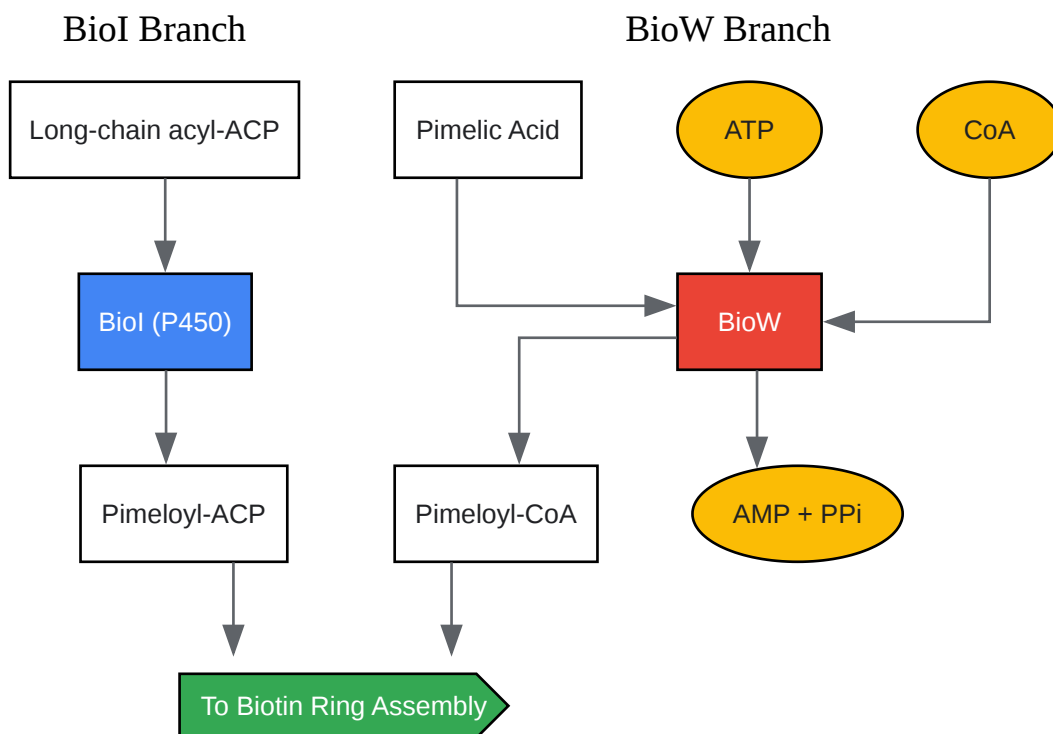 BioI Branch
BioW Branch
Long-chain acyl-ACP
Pimelic Acid
ATP
CoA
BioI (P450)
BioW
Pimeloyl-ACP
Pimeloyl-CoA
AMP + PPi
To Biotin Ring Assembly